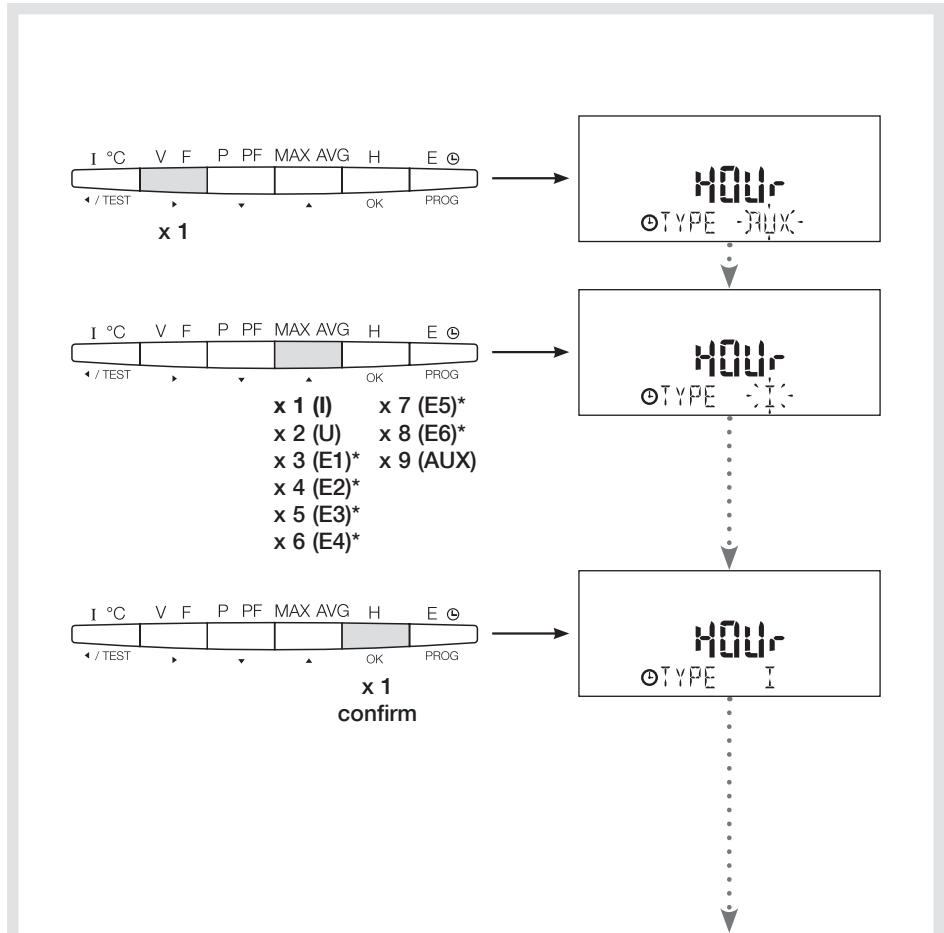 I °C V F P PF MAX AVG H E
/ TEST OK PROG
x 1
HOUr
TYPE AUX
I °C V F P PF MAX AVG H E
/ TEST OK PROG
x 1 (I) x 7 (E5)*
x 2 (U) x 8 (E6)*
x 3 (E1)* x 9 (AUX)
x 4 (E2)*
x 5 (E3)*
x 6 (E4)*
HOUr
TYPE I
I °C V F P PF MAX AVG H E
/ TEST OK PROG
x 1
confirm
HOUr
TYPE I